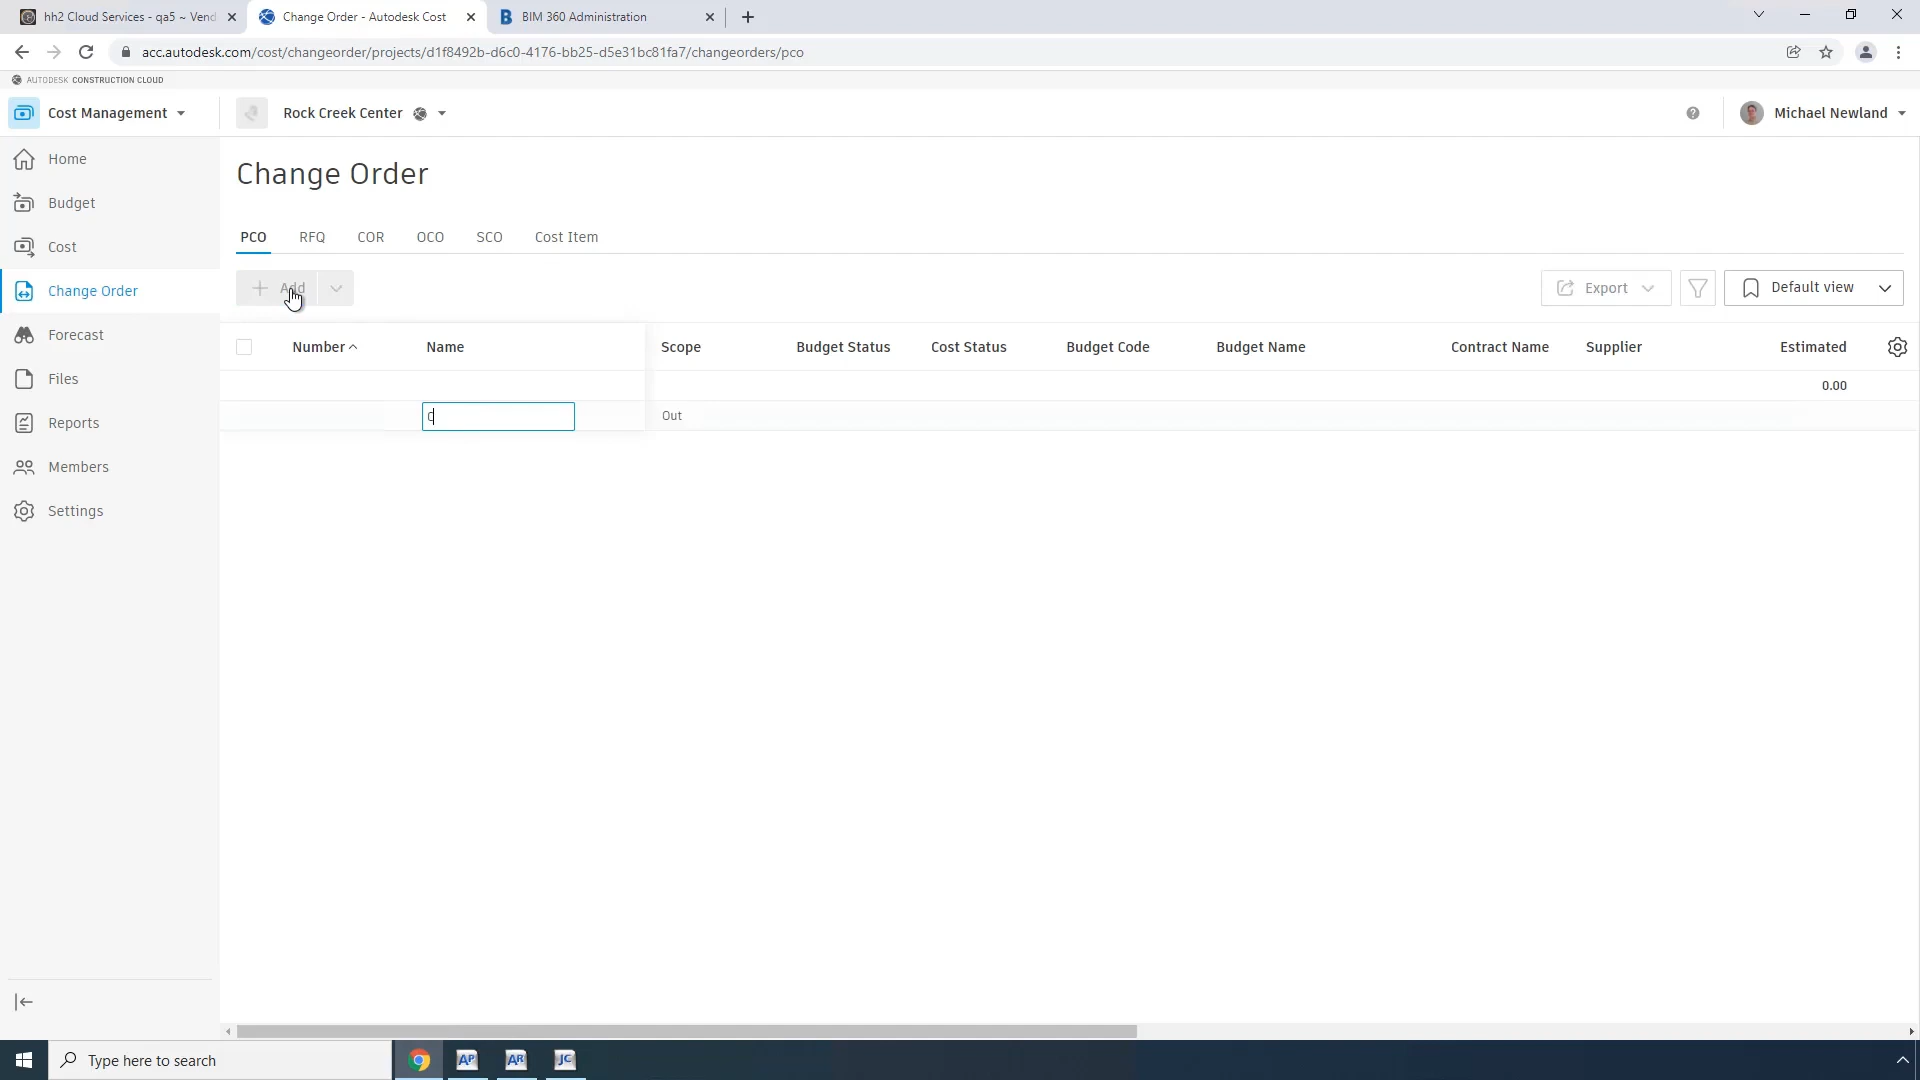 hh2 Cloud Services - qa5 ~ Vend
Change Order - Autodesk Cost
BIM 360 Administration
acc.autodesk.com/cost/changeorder/projects/d1f8492b-d6c0-4176-bb25-d5e31bc81fa7/changeorders/pco
AUTODESK CONSTRUCTION CLOUD
Cost Management
Rock Creek Center
Michael Newland
Home
Budget
Cost
Change Order
Forecast
Files
Reports
Members
Settings
Change Order
PCO RFQ COR OCO SCO Cost Item
Add
Export
Default view
Number Name Scope Budget Status Cost Status Budget Code Budget Name Contract Name Supplier Estimated
0.00
Out
Type here to search
AP AR JC